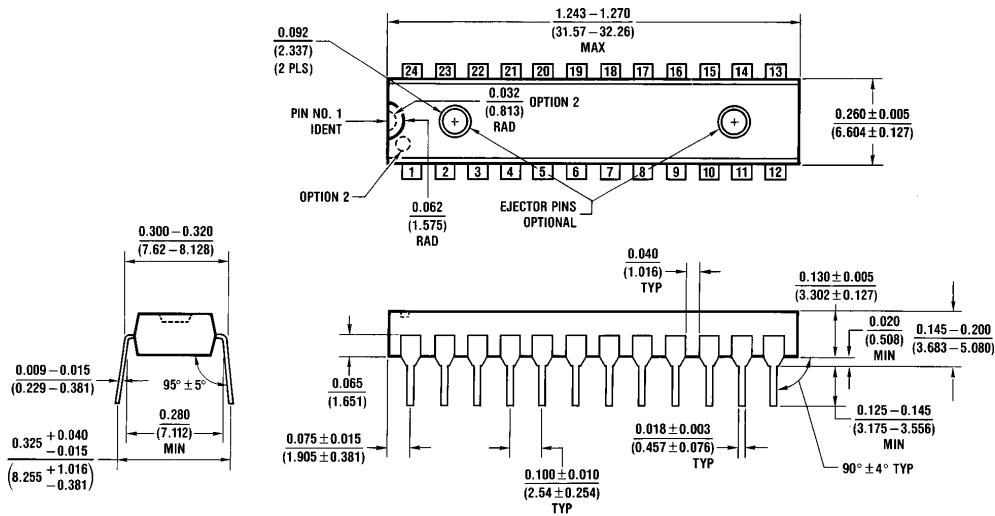 1.243 – 1.270
(31.57 – 32.26)
MAX
0.092
(2.337)
(2 PLS)
24 23 22 21 20 19 18 17 16 15 14 13
0.032
(0.813)
RAD
OPTION 2
PIN NO. 1
IDENT
0.260 ± 0.005
(6.604 ± 0.127)
1 2 3 4 5 6 7 8 9 10 11 12
OPTION 2
0.062
(1.575)
RAD
EJECTOR PINS
OPTIONAL
0.300 – 0.320
(7.62 – 8.128)
0.040
(1.016)
TYP
0.130 ± 0.005
(3.302 ± 0.127)
0.020
(0.508)
MIN
0.145 – 0.200
(3.683 – 5.080)
0.009 – 0.015
(0.229 – 0.381)
95° ± 5°
0.065
(1.651)
0.280
(7.112)
MIN
0.325 +0.040 −0.015
(8.255 +1.016 −0.381)
0.075 ± 0.015
(1.905 ± 0.381)
0.100 ± 0.010
(2.54 ± 0.254)
TYP
0.018 ± 0.003
(0.457 ± 0.076)
TYP
0.125 – 0.145
(3.175 – 3.556)
MIN
90° ± 4° TYP